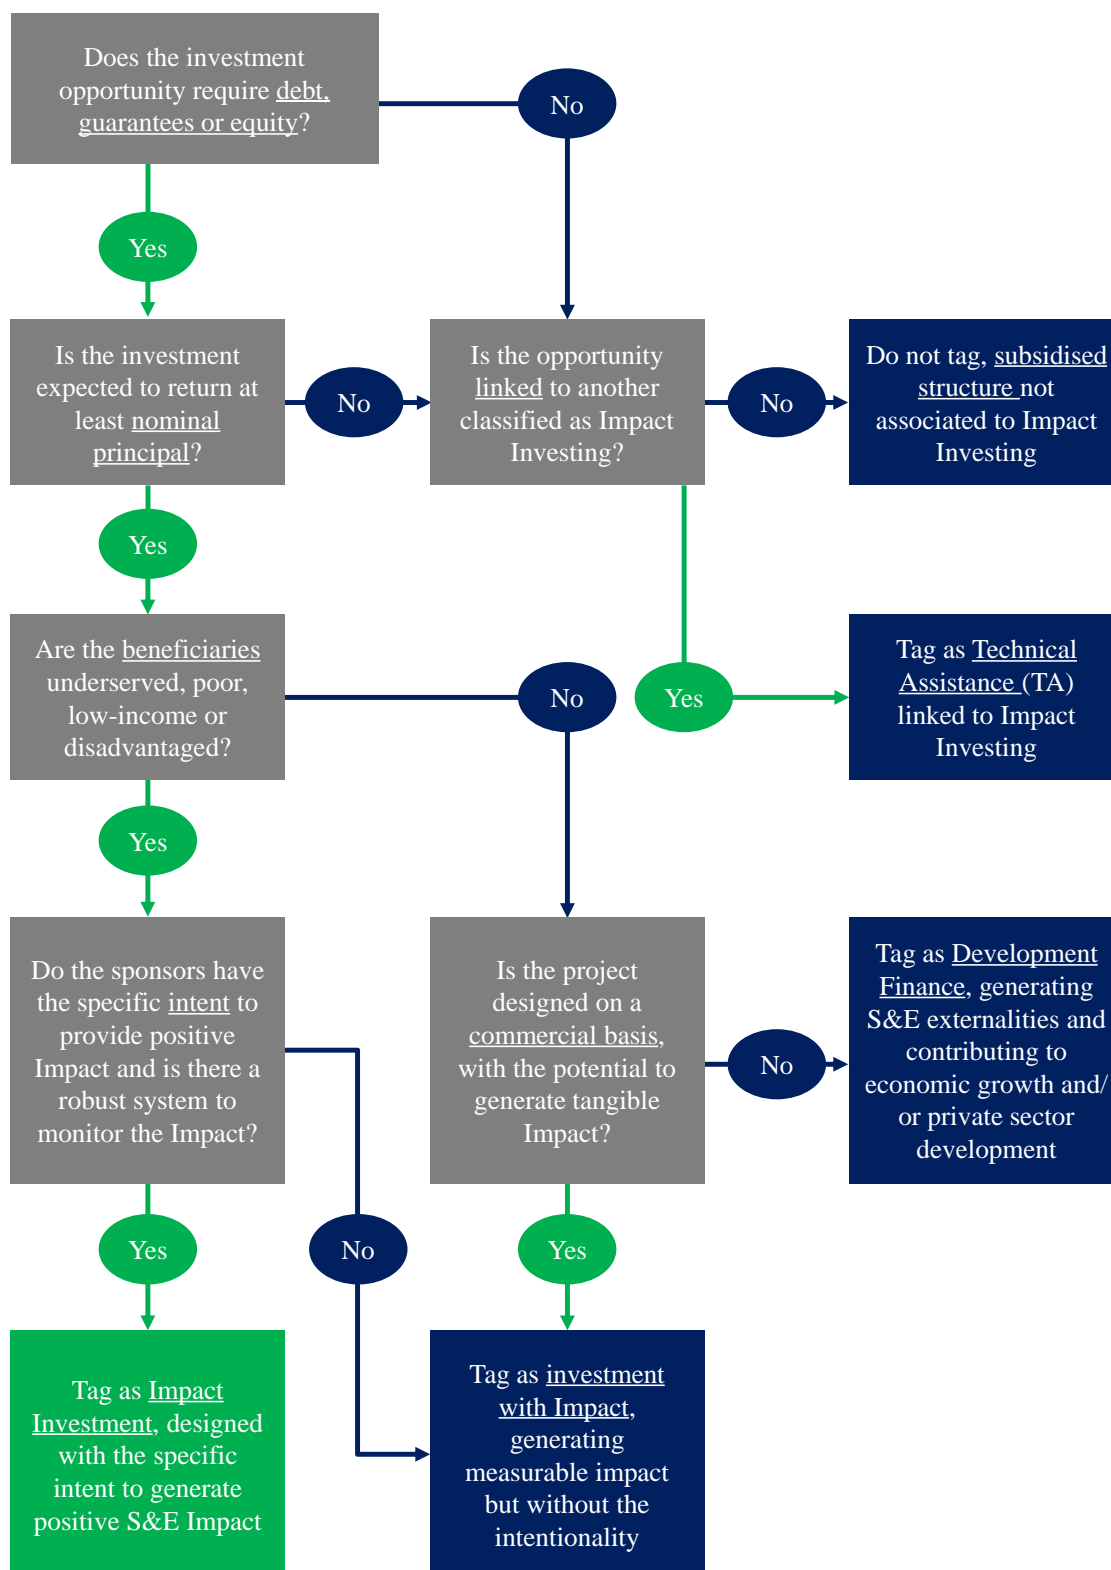 Does the investment
opportunity require debt,
guarantees or equity?
No
Yes
Is the investment
expected to return at
least nominal
principal?
No
Is the opportunity
linked to another
classified as Impact
Investing?
No
Do not tag, subsidised
structure not
associated to Impact
Investing
Yes
Are the beneficiaries
underserved, poor,
low-income or
disadvantaged?
No
Yes
Tag as Technical
Assistance (TA)
linked to Impact
Investing
Yes
Do the sponsors have
the specific intent to
provide positive
Impact and is there a
robust system to
monitor the Impact?
Is the project
designed on a
commercial basis,
with the potential to
generate tangible
Impact?
No
Tag as Development
Finance, generating
S&E externalities and
contributing to
economic growth and/
or private sector
development
Yes
No
Yes
Tag as Impact
Investment, designed
with the specific
intent to generate
positive S&E Impact
Tag as investment
with Impact,
generating
measurable impact
but without the
intentionality